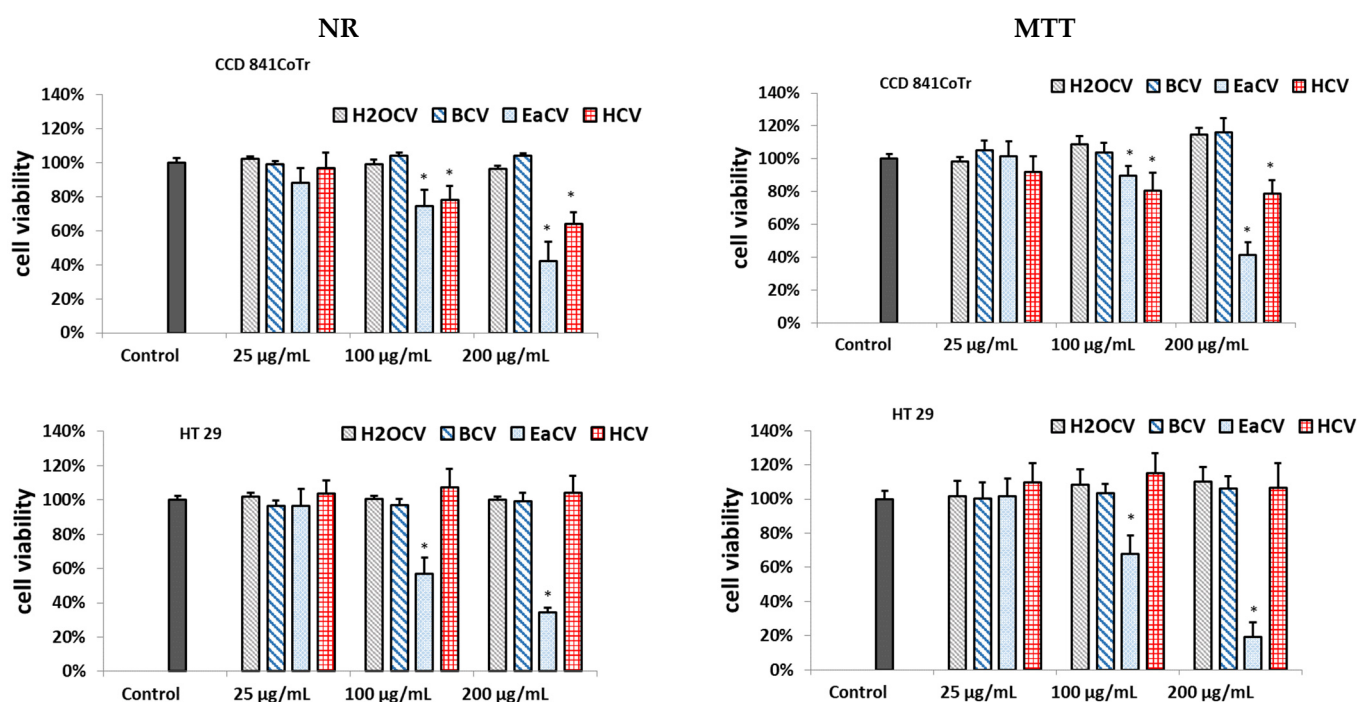 NR
CCD 841CoTr
H2OCV BCV EaCV HCV
140%
120%
100%
80%
60%
40%
20%
0%
cell viability
* * * *
Control 25 µg/mL 100 µg/mL 200 µg/mL
MTT
CCD 841CoTr
H2OCV BCV EaCV HCV
140%
120%
100%
80%
60%
40%
20%
0%
cell viability
* * * *
Control 25 µg/mL 100 µg/mL 200 µg/mL
HT 29
H2OCV BCV EaCV HCV
140%
120%
100%
80%
60%
40%
20%
0%
cell viability
* *
Control 25 µg/mL 100 µg/mL 200 µg/mL
HT 29
H2OCV BCV EaCV HCV
140%
120%
100%
80%
60%
40%
20%
0%
cell viability
* *
Control 25 µg/mL 100 µg/mL 200 µg/mL